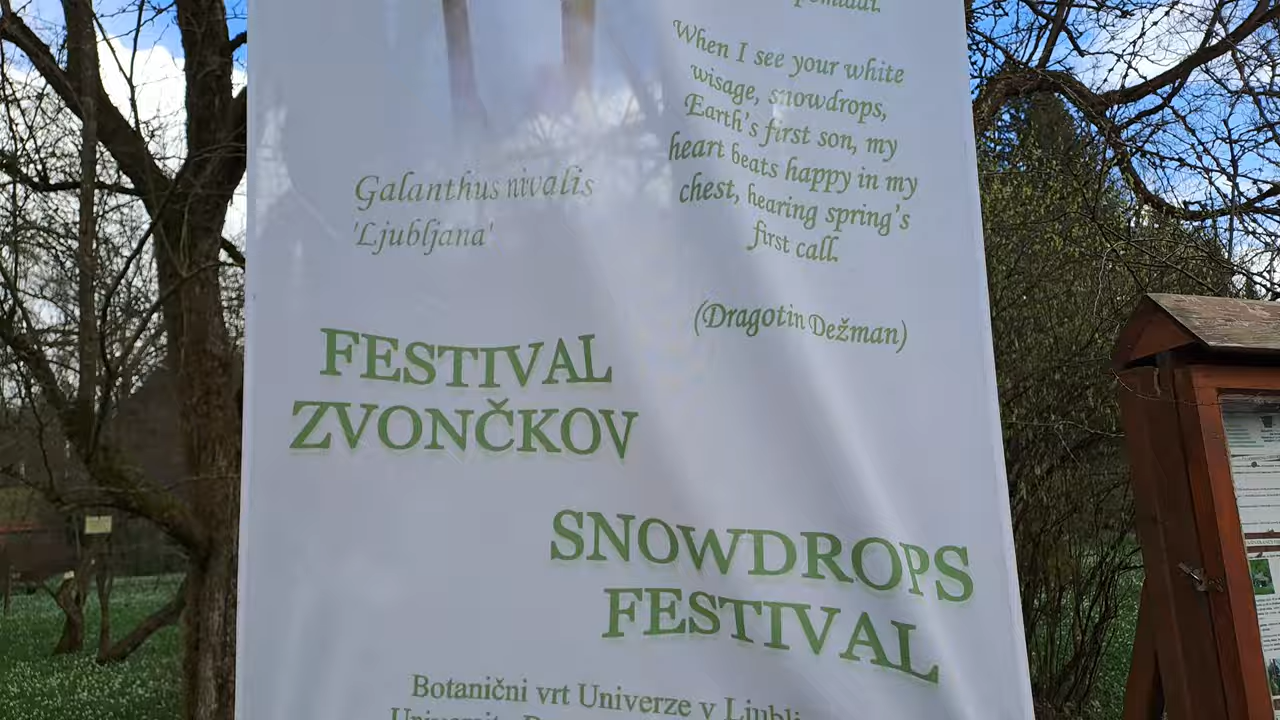 When I see your white
wisage, snowdrops,
Earth's first son, my
heart beats happy in my
chest, hearing spring's
first call.
(Dragotin Dežman)
Galanthus nivalis
'Ljubljana'
FESTIVAL
ZVONČKOV
SNOWDROPS
FESTIVAL
Botanični vrt Univerze v